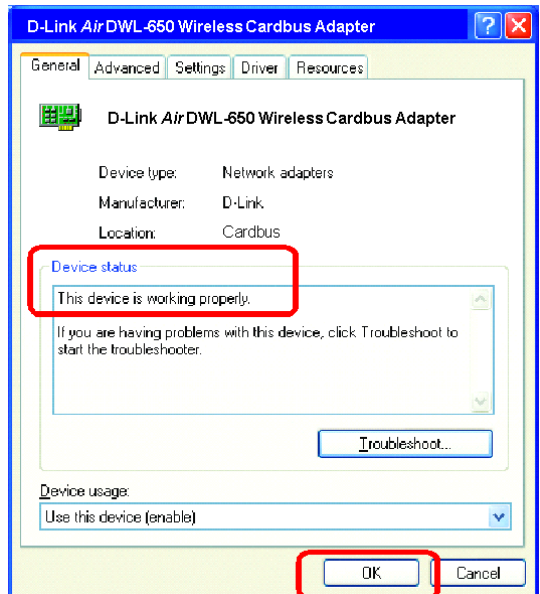 D-Link Air DWL-650 Wireless Cardbus Adapter
General Advanced Settings Driver Resources
D-Link Air DWL-650 Wireless Cardbus Adapter
Device type: Network adapters
Manufacturer: D-Link
Location: Cardbus
Device status
This device is working properly.
If you are having problems with this device, click Troubleshoot to
start the troubleshooter.
Troubleshoot...
Device usage:
Use this device (enable)
OK Cancel